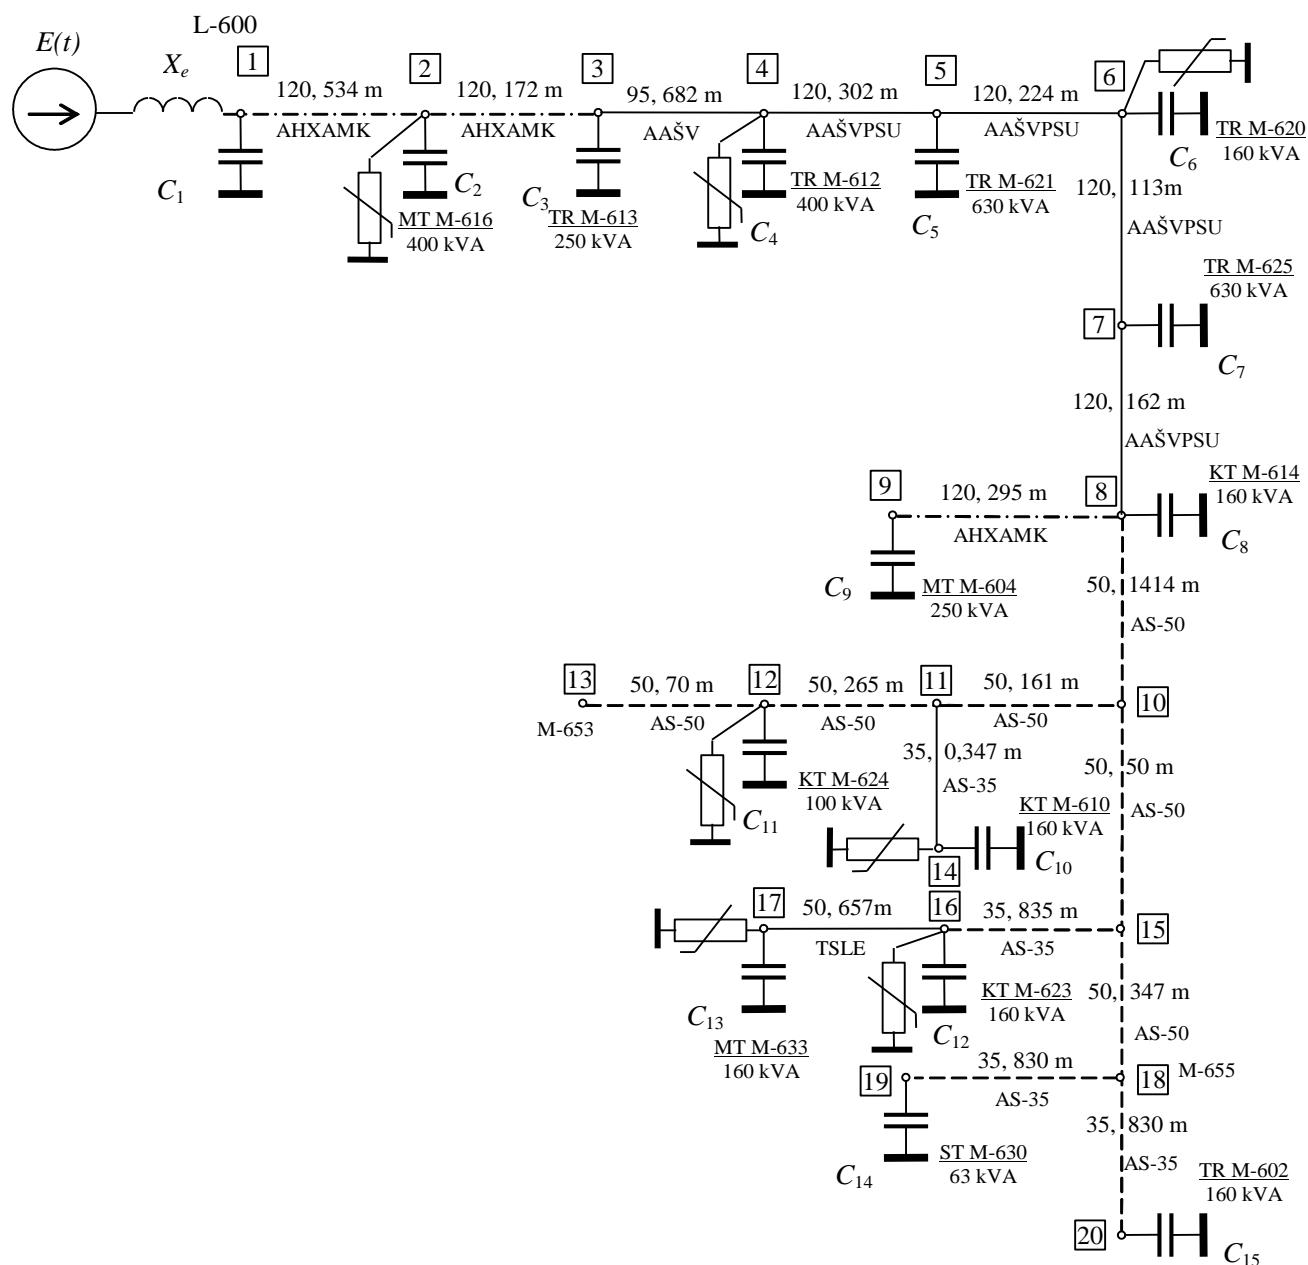 L-600
E(t)
Xe
1
2
3
4
5
6
120, 534 m
120, 172 m
95, 682 m
120, 302 m
120, 224 m
AHXAMK
AHXAMK
AAŠV
AAŠVPSU
AAŠVPSU
C1
C2
MT M-616
400 kVA
C3
TR M-613
250 kVA
C4
TR M-612
400 kVA
C5
TR M-621
630 kVA
C6
TR M-620
160 kVA
120, 113m
AAŠVPSU
7
TR M-625
630 kVA
C7
120, 162 m
AAŠVPSU
9
120, 295 m
AHXAMK
8
KT M-614
160 kVA
C8
C9
MT M-604
250 kVA
50, 1414 m
AS-50
13
50, 70 m
12
50, 265 m
11
50, 161 m
10
M-653
AS-50
AS-50
AS-50
35, 0,347 m
AS-35
50, 50 m
AS-50
KT M-624
100 kVA
C11
KT M-610
160 kVA
C10
14
17
50, 657m
16
35, 835 m
15
TSLE
AS-35
C13
MT M-633
160 kVA
C12
KT M-623
160 kVA
50, 347 m
AS-50
19
35, 830 m
AS-35
18
M-655
C14
ST M-630
63 kVA
35, 830 m
AS-35
TR M-602
160 kVA
20
C15